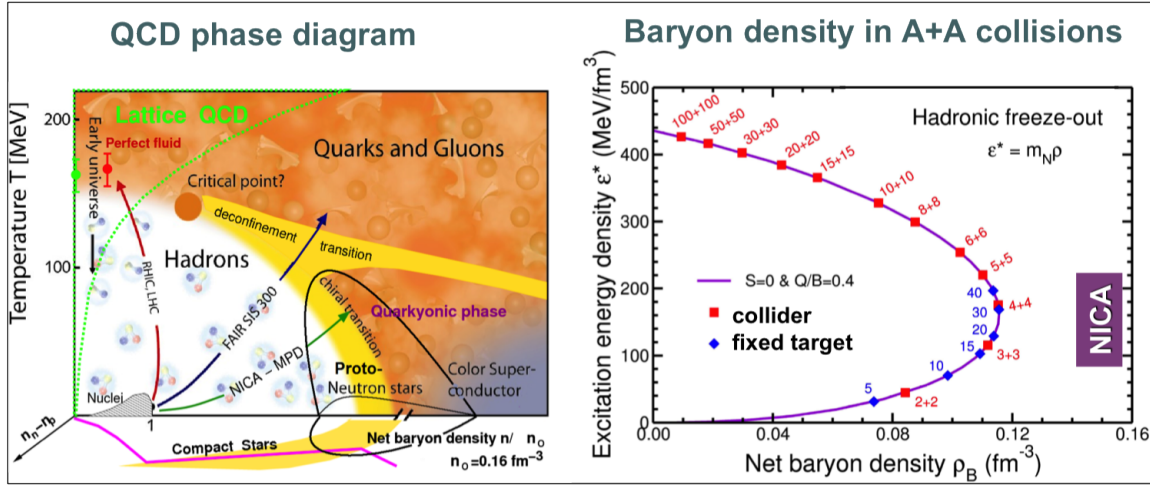 QCD phase diagram
Temperature T [MeV]
200
100
Lattice QCD
Early universe
Perfect fluid
Quarks and Gluons
Critical point?
deconfinement transition
Hadrons
RHIC, LHC
FAIR SIS 300
NICA – MPD
chiral transition
Quarkyonic phase
Proto-
Neutron stars
Color Super-
conductor
Nuclei
1
nn–np
Compact Stars
Net baryon density n/ n₀
n₀=0.16 fm⁻³
Baryon density in A+A collisions
Excitation energy density ε* (MeV/fm³)
500
400
300
200
100
0
100+100
50+50
30+30
20+20
15+15
10+10
8+8
6+6
5+5
4+4
3+3
2+2
40
30
20
15
10
5
Hadronic freeze-out
ε* = mNρ
S=0 & Q/B=0.4
collider
fixed target
NICA
0.00
0.04
0.08
0.12
0.16
Net baryon density ρB (fm⁻³)